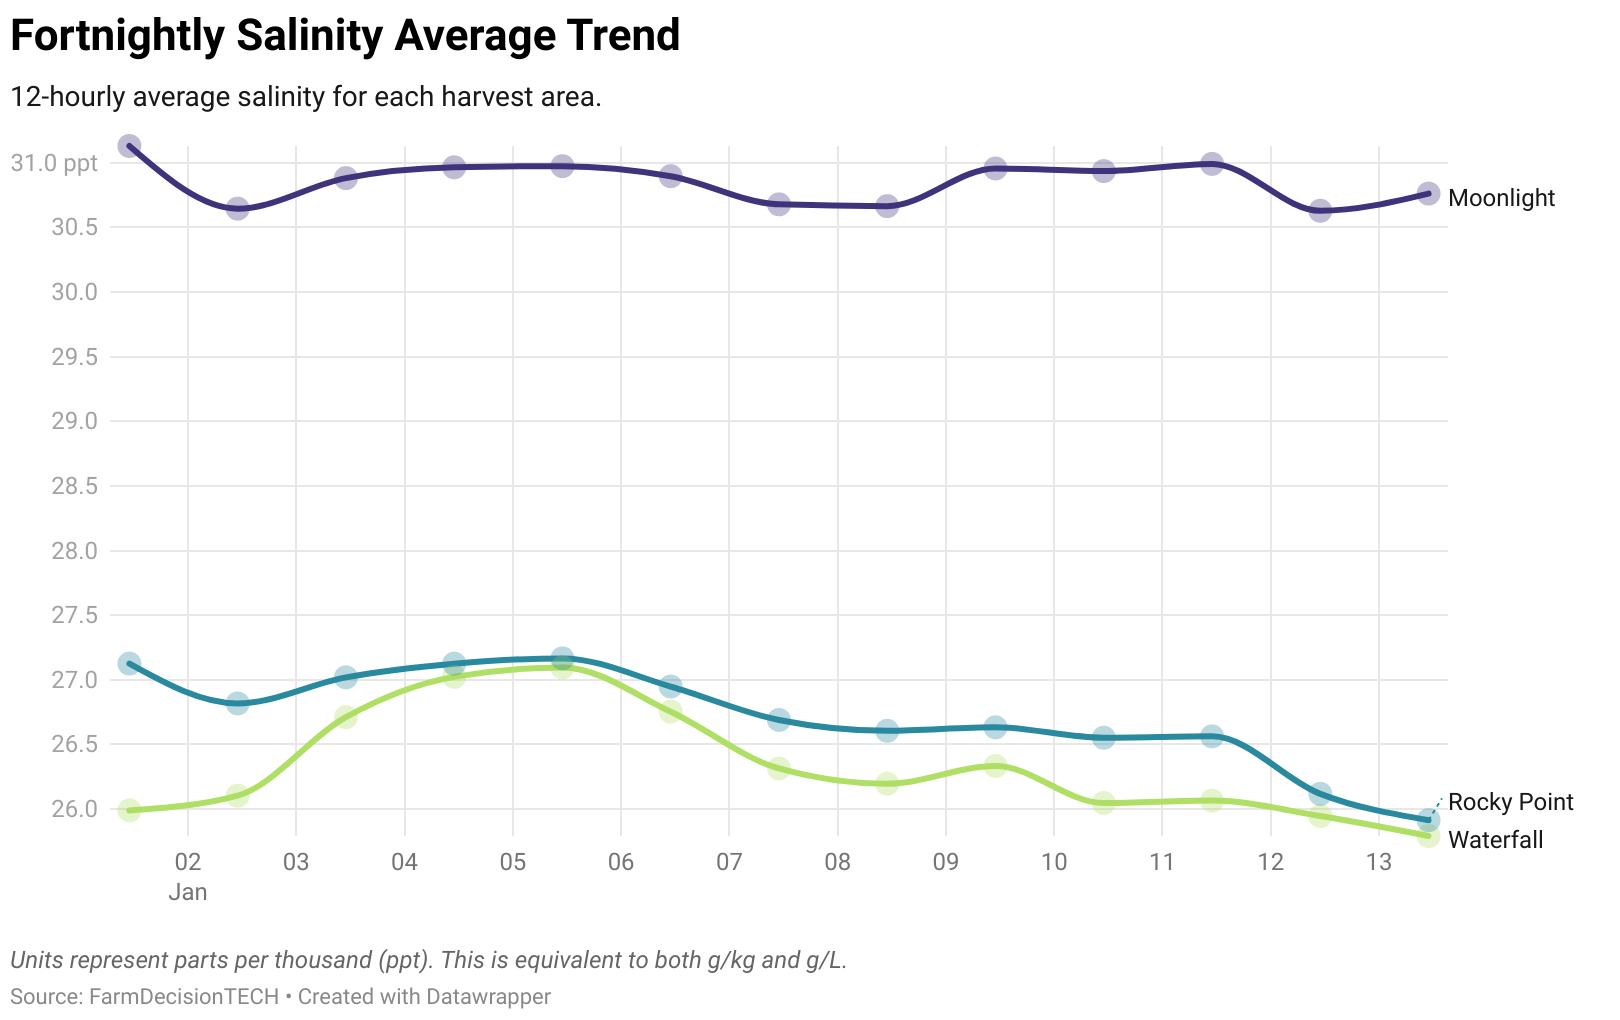 Fortnightly Salinity Average Trend
12-hourly average salinity for each harvest area.
31.0 ppt
30.5
30.0
29.5
29.0
28.5
28.0
27.5
27.0
26.5
26.0
Moonlight
Rocky Point
Waterfall
02 03 04 05 06 07 08 09 10 11 12 13
Jan
Units represent parts per thousand (ppt). This is equivalent to both g/kg and g/L.
Source: FarmDecisionTECH • Created with Datawrapper